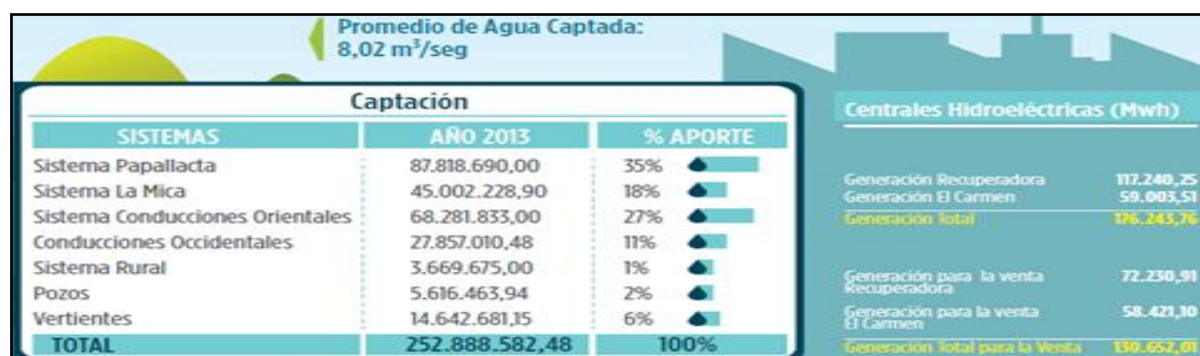 Promedio de Agua Captada:
8,02 m³/seg
Captación
SISTEMAS AÑO 2013 % APORTE
Sistema Papallacta 87.818.690,00 35%
Sistema La Mica 45.002.228,90 18%
Sistema Conducciones Orientales 68.281.833,00 27%
Conducciones Occidentales 27.857.010,48 11%
Sistema Rural 3.669.675,00 1%
Pozos 5.616.463,94 2%
Vertientes 14.642.681,15 6%
TOTAL 252.888.582,48 100%
Centrales Hidroeléctricas (Mwh)
Generación Recuperadora 117.240,25
Generación El Carmen 59.003,51
Generación Total 176.243,76
Generación para la venta
Recuperadora 72.230,91
Generación para la venta
El Carmen 58.421,10
Generación Total para la Venta 130.652,01